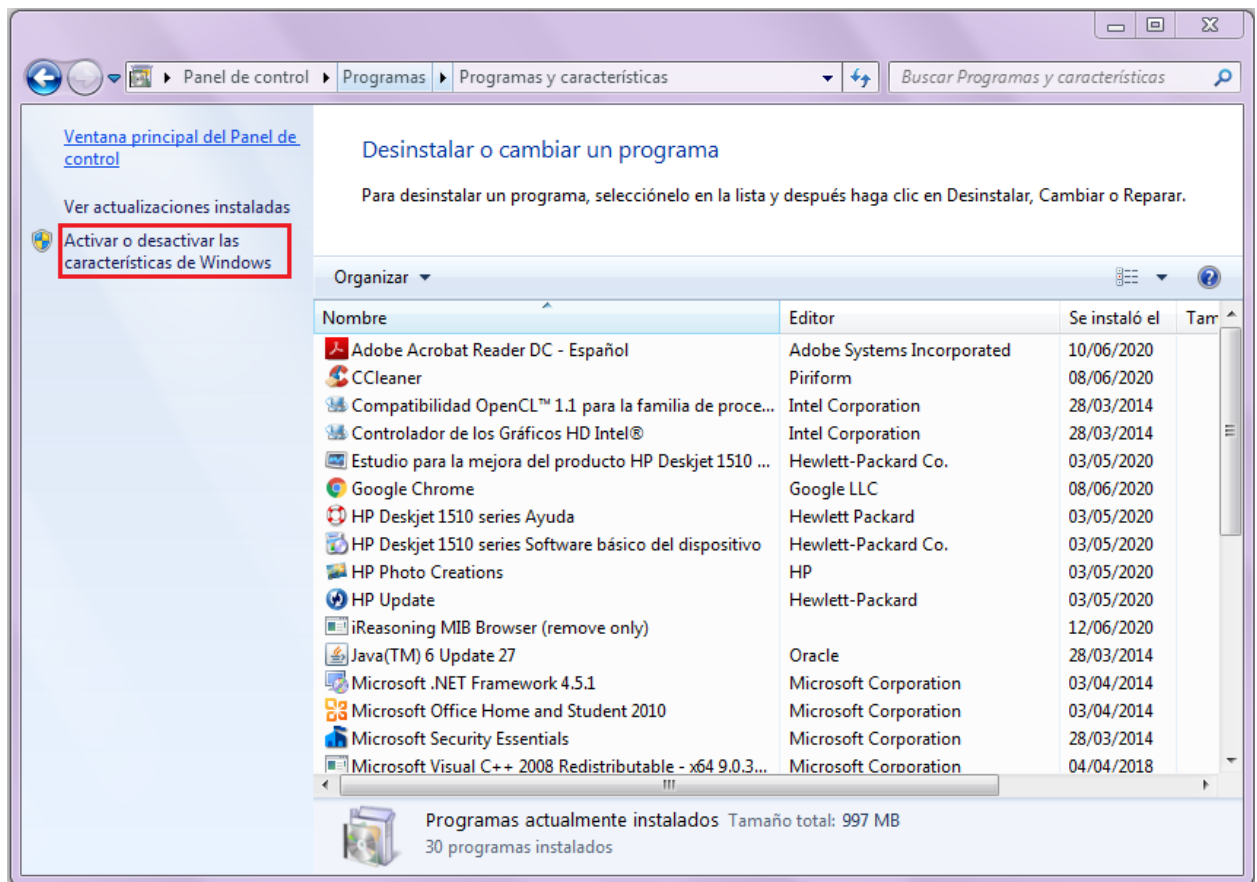 Panel de control Programas Programas y características Buscar Programas y características
Ventana principal del Panel de
control
Ver actualizaciones instaladas
Activar o desactivar las
características de Windows
Desinstalar o cambiar un programa
Para desinstalar un programa, selecciónelo en la lista y después haga clic en Desinstalar, Cambiar o Reparar.
Organizar
Nombre Editor Se instaló el Tam
Adobe Acrobat Reader DC - Español Adobe Systems Incorporated 10/06/2020
CCleaner Piriform 08/06/2020
Compatibilidad OpenCL™ 1.1 para la familia de proce... Intel Corporation 28/03/2014
Controlador de los Gráficos HD Intel® Intel Corporation 28/03/2014
Estudio para la mejora del producto HP Deskjet 1510 ... Hewlett-Packard Co. 03/05/2020
Google Chrome Google LLC 08/06/2020
HP Deskjet 1510 series Ayuda Hewlett Packard 03/05/2020
HP Deskjet 1510 series Software básico del dispositivo Hewlett-Packard Co. 03/05/2020
HP Photo Creations HP 03/05/2020
HP Update Hewlett-Packard 03/05/2020
iReasoning MIB Browser (remove only) 12/06/2020
Java(TM) 6 Update 27 Oracle 28/03/2014
Microsoft .NET Framework 4.5.1 Microsoft Corporation 03/04/2014
Microsoft Office Home and Student 2010 Microsoft Corporation 03/04/2014
Microsoft Security Essentials Microsoft Corporation 28/03/2014
Microsoft Visual C++ 2008 Redistributable - x64 9.0.3... Microsoft Corporation 04/04/2018
Programas actualmente instalados Tamaño total: 997 MB
30 programas instalados